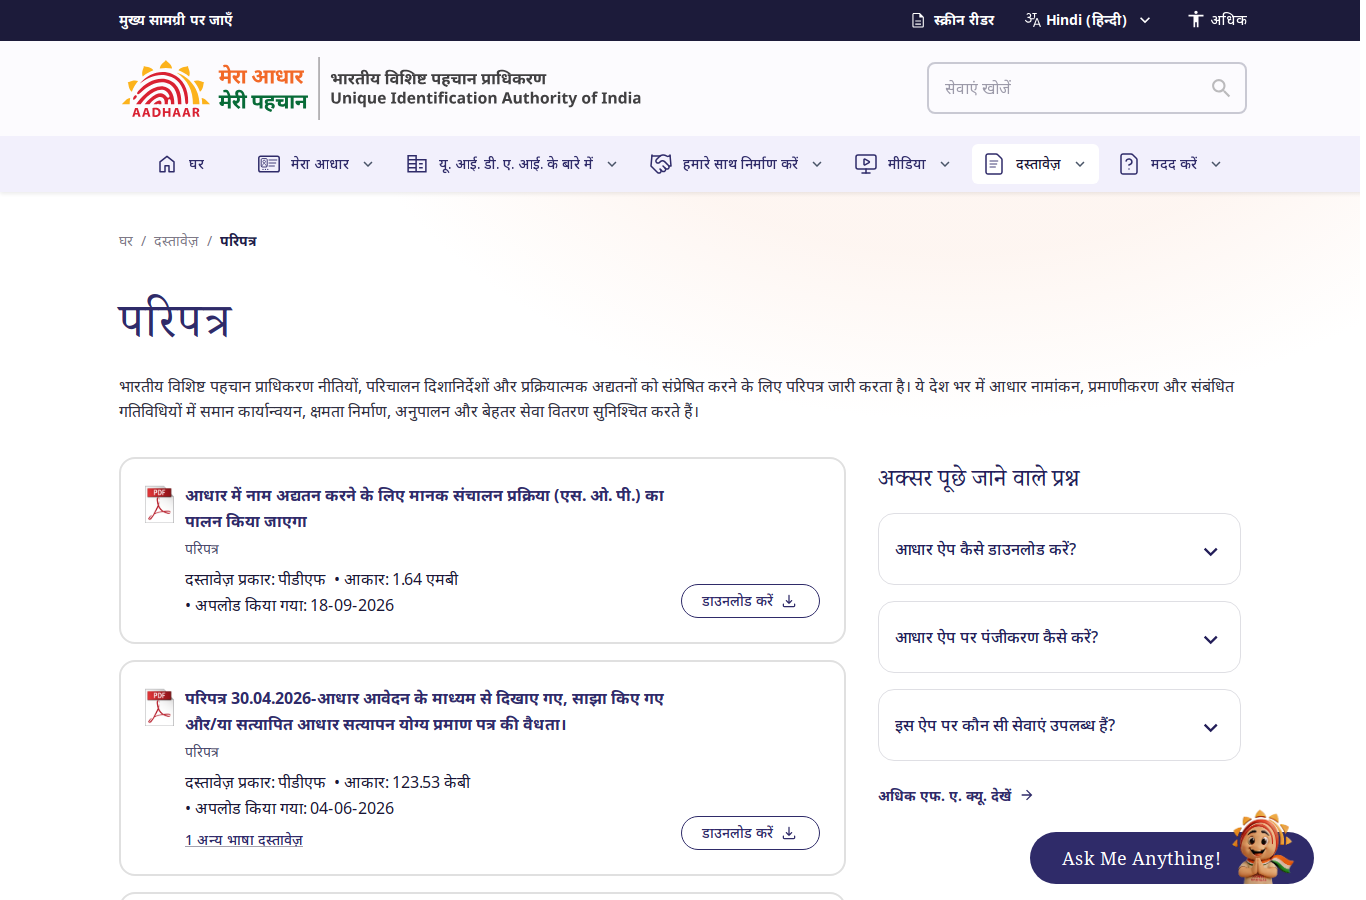 मुख्य सामग्री पर जाएँ
स्क्रीन रीडर
Hindi (हिन्दी)
अधिक
AADHAAR
मेरा आधार
मेरी पहचान
भारतीय विशिष्ट पहचान प्राधिकरण
Unique Identification Authority of India
सेवाएं खोजें
घर
मेरा आधार
यू. आई. डी. ए. आई. के बारे में
हमारे साथ निर्माण करें
मीडिया
दस्तावेज़
मदद करें
घर / दस्तावेज़ / परिपत्र
परिपत्र
भारतीय विशिष्ट पहचान प्राधिकरण नीतियों, परिचालन दिशानिर्देशों और प्रक्रियात्मक अद्यतनों को संप्रेषित करने के लिए परिपत्र जारी करता है। ये देश भर में आधार नामांकन, प्रमाणीकरण और संबंधित
गतिविधियों में समान कार्यान्वयन, क्षमता निर्माण, अनुपालन और बेहतर सेवा वितरण सुनिश्चित करते हैं।
PDF
आधार में नाम अद्यतन करने के लिए मानक संचालन प्रक्रिया (एस. ओ. पी.) का
पालन किया जाएगा
परिपत्र
दस्तावेज़ प्रकार: पीडीएफ • आकार: 1.64 एमबी
• अपलोड किया गया: 18-09-2026
डाउनलोड करें
PDF
परिपत्र 30.04.2026-आधार आवेदन के माध्यम से दिखाए गए, साझा किए गए
और/या सत्यापित आधार सत्यापन योग्य प्रमाण पत्र की वैधता।
परिपत्र
दस्तावेज़ प्रकार: पीडीएफ • आकार: 123.53 केबी
• अपलोड किया गया: 04-06-2026
1 अन्य भाषा दस्तावेज़
डाउनलोड करें
अक्सर पूछे जाने वाले प्रश्न
आधार ऐप कैसे डाउनलोड करें?
आधार ऐप पर पंजीकरण कैसे करें?
इस ऐप पर कौन सी सेवाएं उपलब्ध हैं?
अधिक एफ. ए. क्यू. देखें
Ask Me Anything!